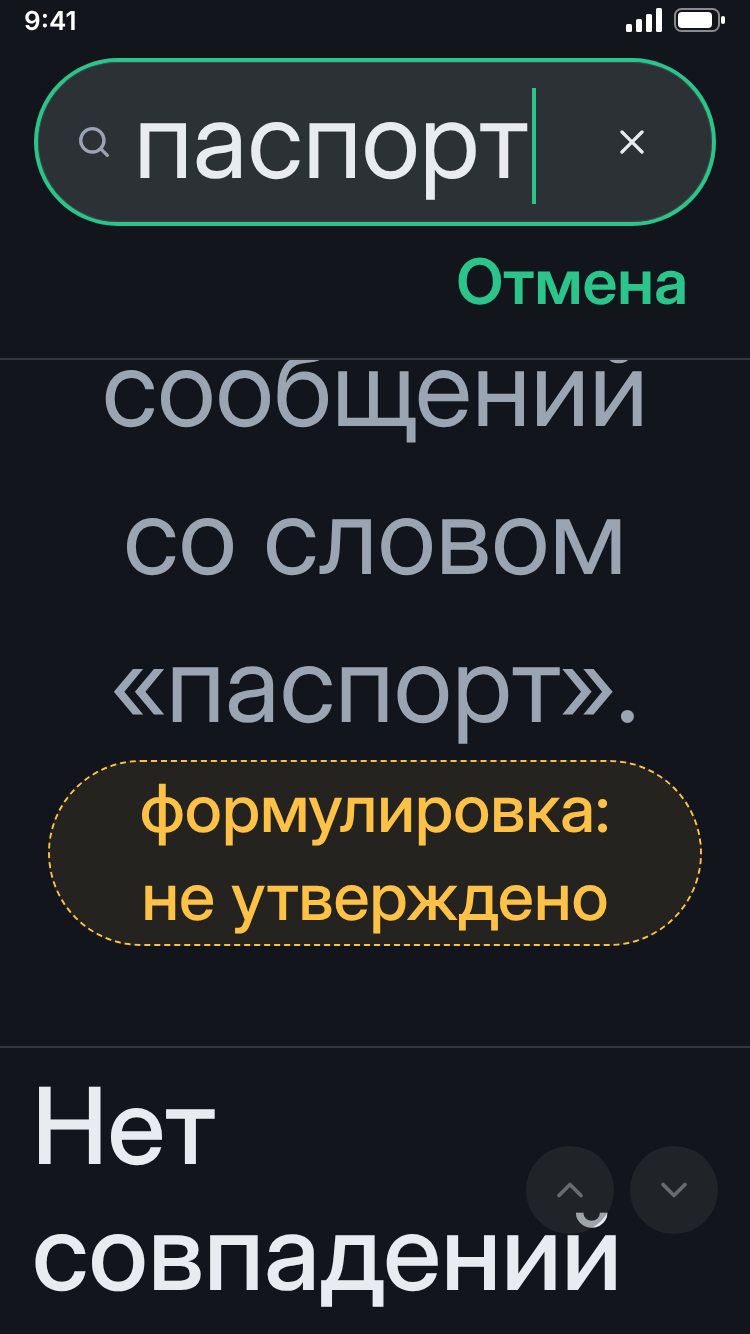 9:41
паспорт
Отмена
сообщений
со словом
«паспорт».
формулировка:
не утверждено
Нет
совпадений